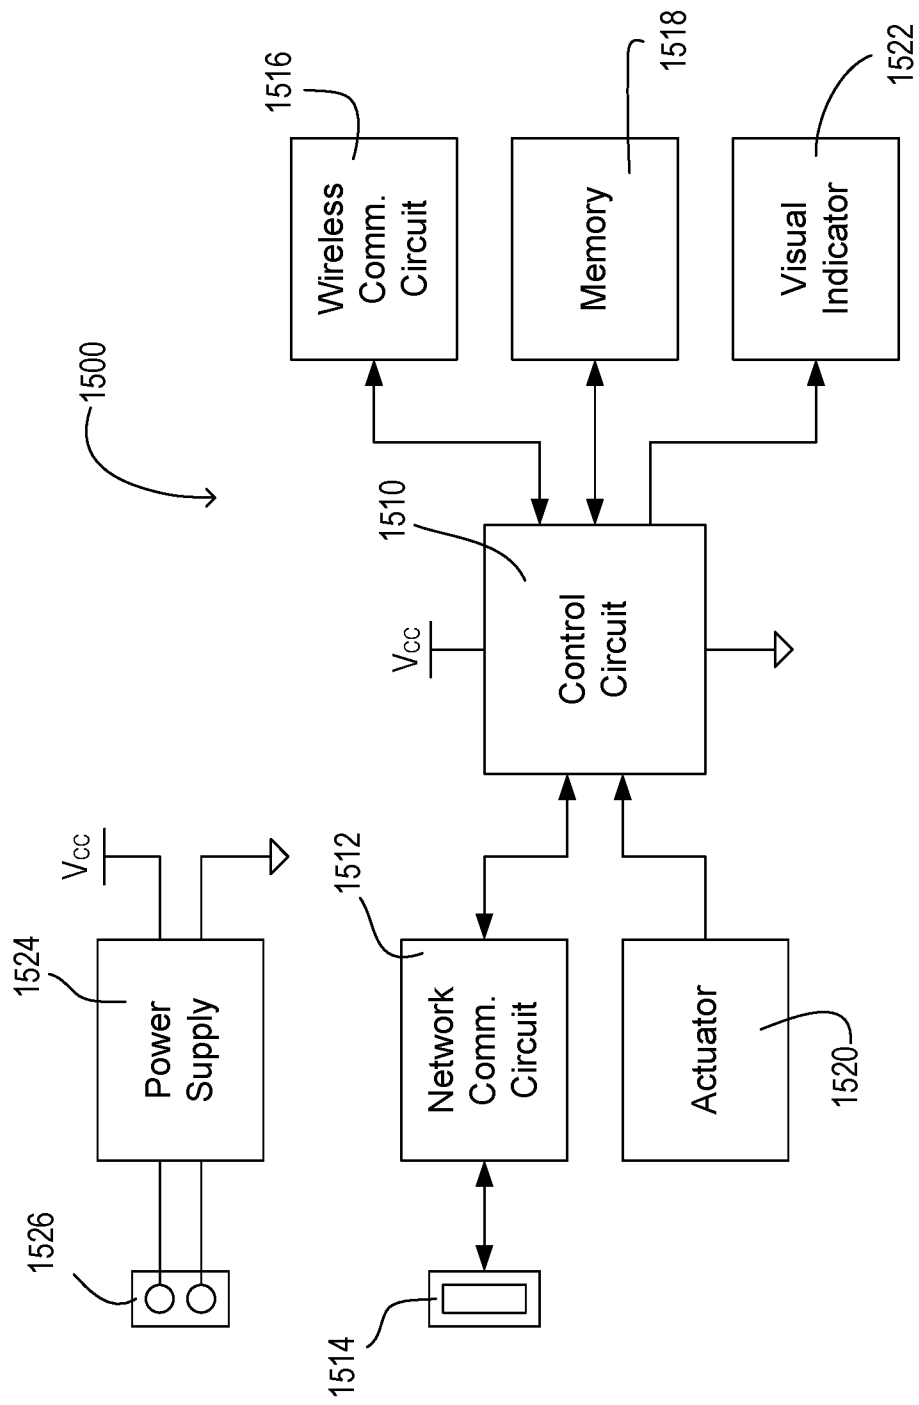 1500
1526
1524
Power
Supply
VCC
1514
1512
Network
Comm.
Circuit
1520
Actuator
VCC
1510
Control
Circuit
1516
Wireless
Comm.
Circuit
1518
Memory
1522
Visual
Indicator